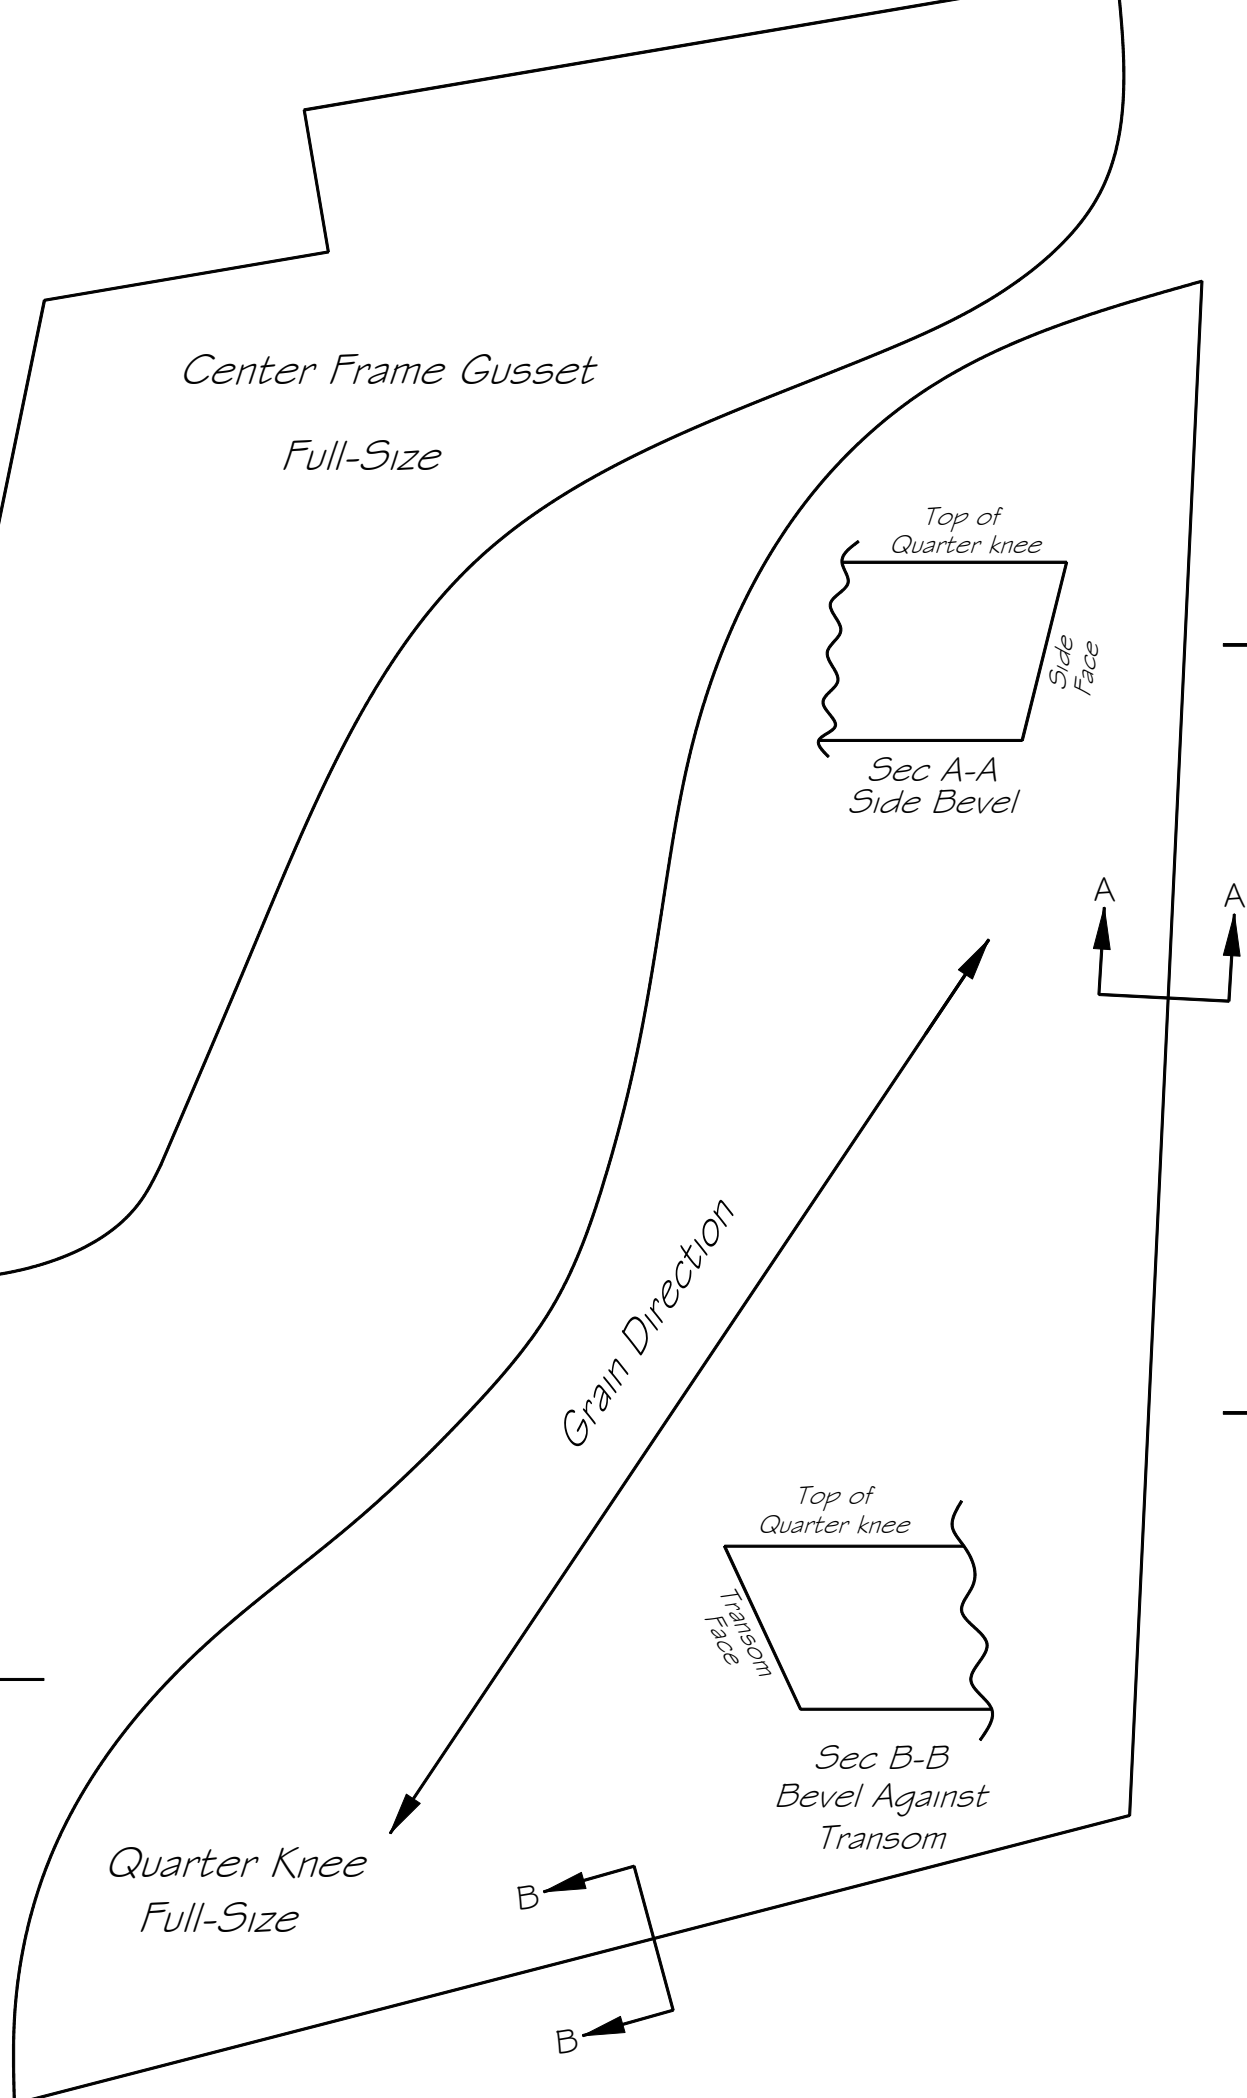 Center Frame Gusset
Full-Size
Top of
Quarter knee
Side
Face
Sec A-A
Side Bevel
A
A
Grain Direction
Top of
Quarter knee
Transom
Face
Sec B-B
Bevel Against
Transom
Quarter Knee
Full-Size
B
B